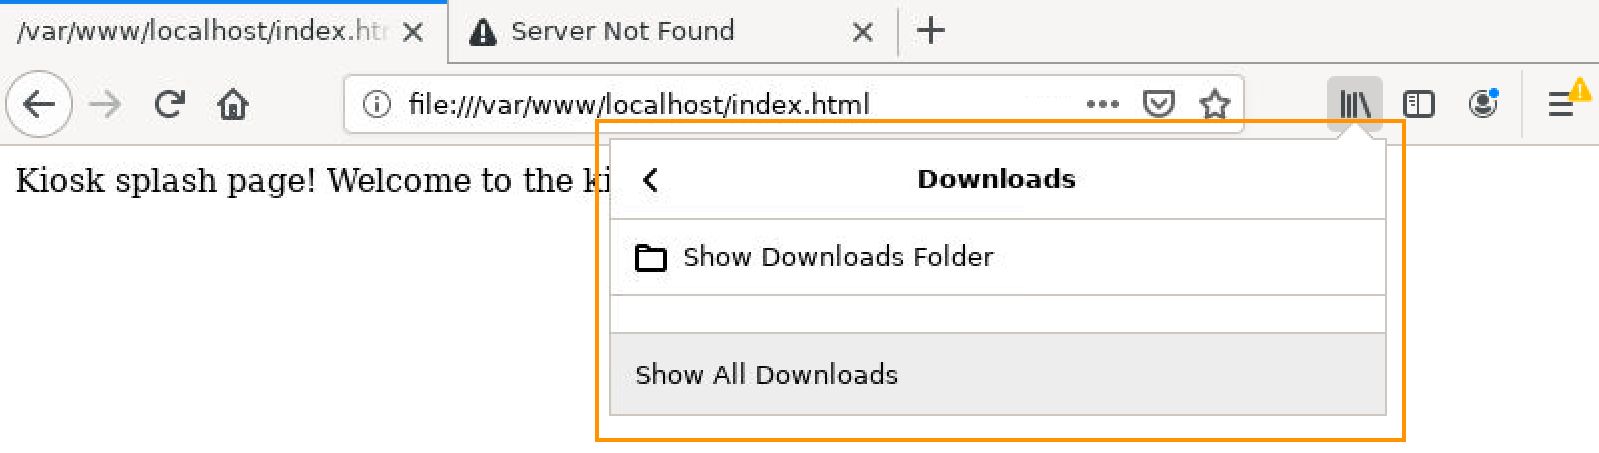 /var/www/localhost/index.ht
Server Not Found
file:///var/www/localhost/index.html
Kiosk splash page! Welcome to the ki
Downloads
Show Downloads Folder
Show All Downloads